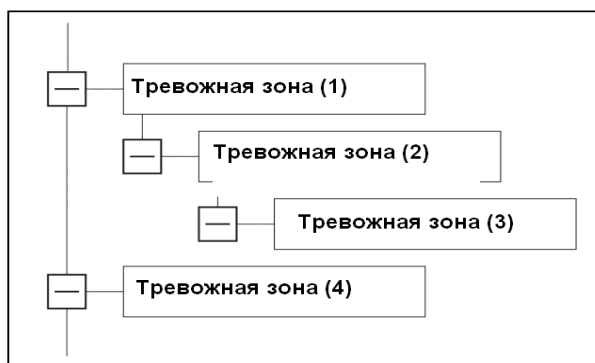 Тревожная зона (1)
Тревожная зона (2)
Тревожная зона (3)
Тревожная зона (4)